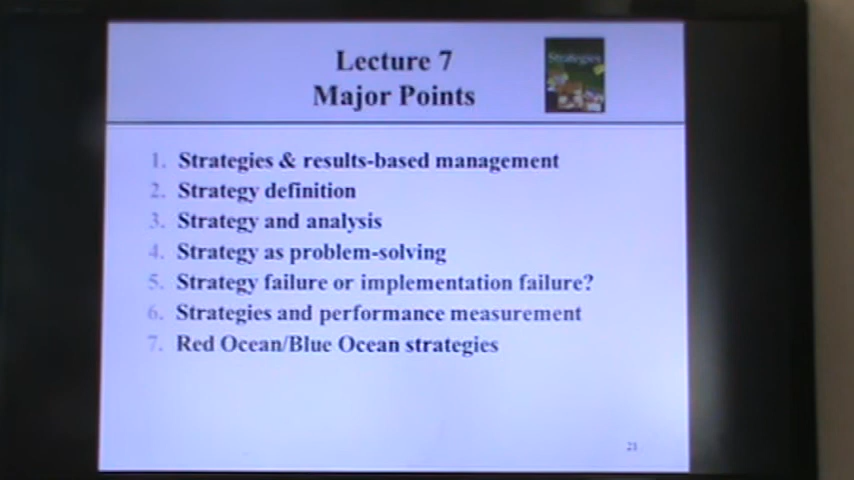 Lecture 7
Major Points
Strategies
1. Strategies & results-based management
2. Strategy definition
3. Strategy and analysis
4. Strategy as problem-solving
5. Strategy failure or implementation failure?
6. Strategies and performance measurement
7. Red Ocean/Blue Ocean strategies
21